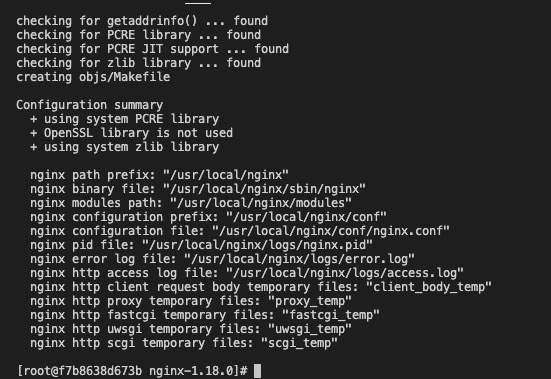 checking for getaddrinfo() ... found
checking for PCRE library ... found
checking for PCRE JIT support ... found
checking for zlib library ... found
creating objs/Makefile

Configuration summary
  + using system PCRE library
  + OpenSSL library is not used
  + using system zlib library

  nginx path prefix: "/usr/local/nginx"
  nginx binary file: "/usr/local/nginx/sbin/nginx"
  nginx modules path: "/usr/local/nginx/modules"
  nginx configuration prefix: "/usr/local/nginx/conf"
  nginx configuration file: "/usr/local/nginx/conf/nginx.conf"
  nginx pid file: "/usr/local/nginx/logs/nginx.pid"
  nginx error log file: "/usr/local/nginx/logs/error.log"
  nginx http access log file: "/usr/local/nginx/logs/access.log"
  nginx http client request body temporary files: "client_body_temp"
  nginx http proxy temporary files: "proxy_temp"
  nginx http fastcgi temporary files: "fastcgi_temp"
  nginx http uwsgi temporary files: "uwsgi_temp"
  nginx http scgi temporary files: "scgi_temp"

[root@f7b8638d673b nginx-1.18.0]#